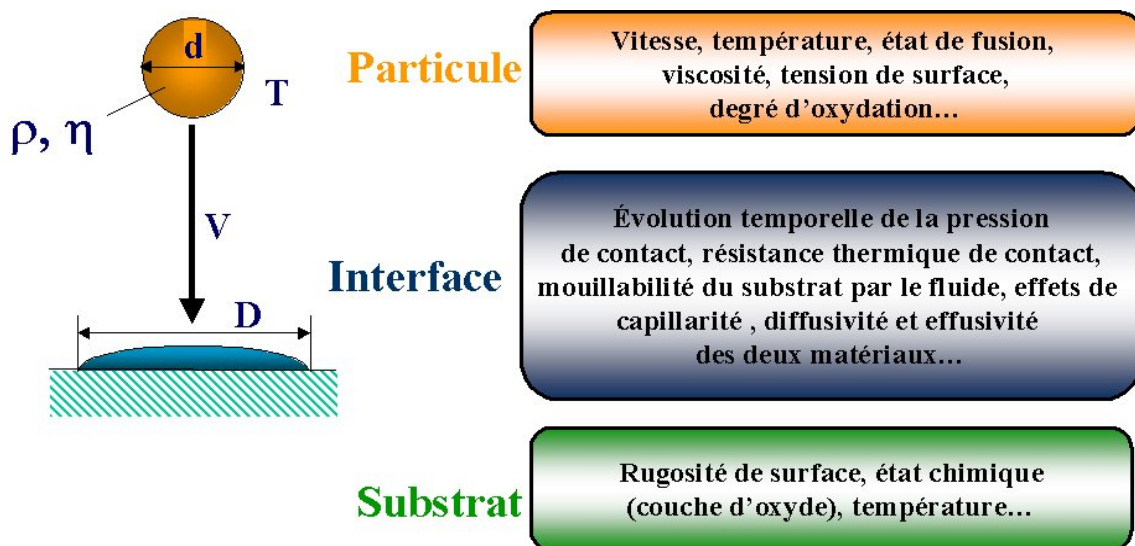 d
T
ρ, η
V
D
Particule
Vitesse, température, état de fusion,
viscosité, tension de surface,
degré d’oxydation…
Interface
Évolution temporelle de la pression
de contact, résistance thermique de contact,
mouillabilité du substrat par le fluide, effets de
capillarité , diffusivité et effusivité
des deux matériaux…
Substrat
Rugosité de surface, état chimique
(couche d’oxyde), température…